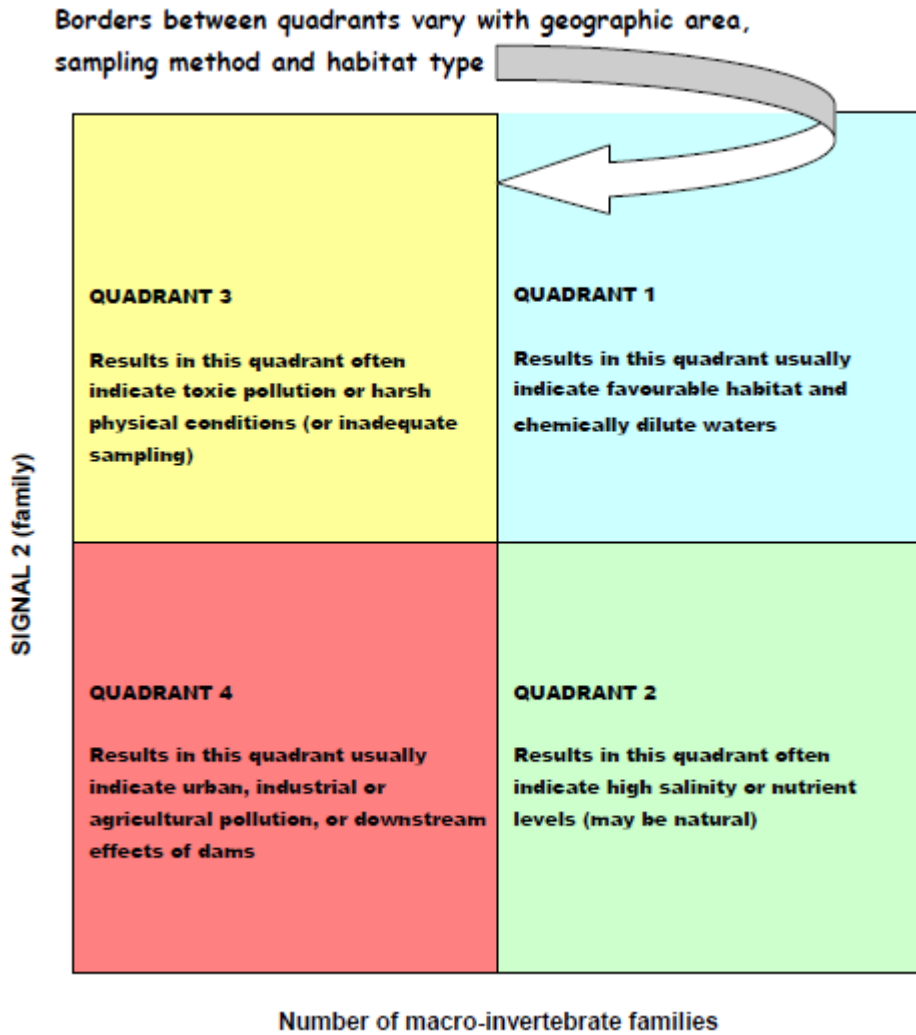 Borders between quadrants vary with geographic area,
sampling method and habitat type
QUADRANT 3
Results in this quadrant often
indicate toxic pollution or harsh
physical conditions (or inadequate
sampling)
QUADRANT 1
Results in this quadrant usually
indicate favourable habitat and
chemically dilute waters
SIGNAL 2 (family)
QUADRANT 4
Results in this quadrant usually
indicate urban, industrial or
agricultural pollution, or downstream
effects of dams
QUADRANT 2
Results in this quadrant often
indicate high salinity or nutrient
levels (may be natural)
Number of macro-invertebrate families